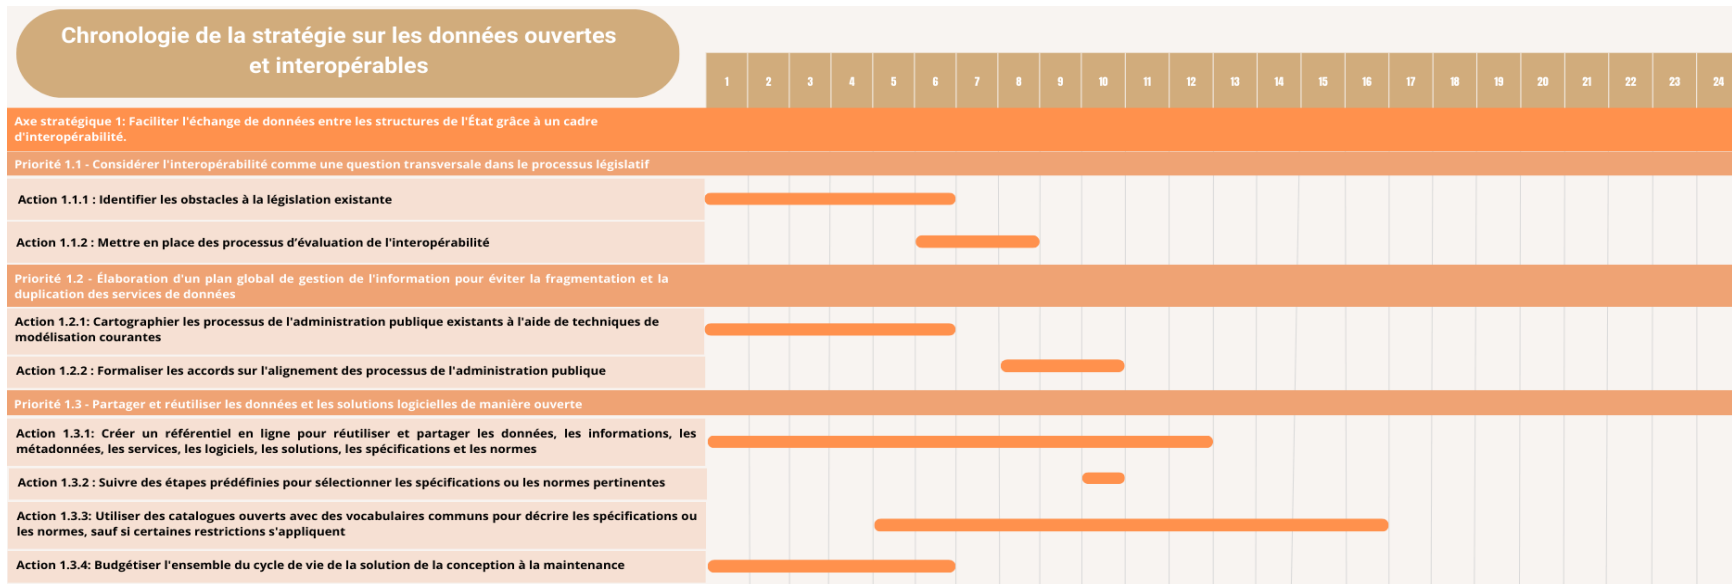 Chronologie de la stratégie sur les données ouvertes
et interopérables
1 2 3 4 5 6 7 8 9 10 11 12 13 14 15 16 17 18 19 20 21 22 23 24
Axe stratégique 1: Faciliter l'échange de données entre les structures de l'État grâce à un cadre
d'interopérabilité.
Priorité 1.1 - Considérer l'interopérabilité comme une question transversale dans le processus législatif
Action 1.1.1 : Identifier les obstacles à la législation existante
Action 1.1.2 : Mettre en place des processus d’évaluation de l'interopérabilité
Priorité 1.2 - Élaboration d'un plan global de gestion de l'information pour éviter la fragmentation et la
duplication des services de données
Action 1.2.1: Cartographier les processus de l'administration publique existants à l'aide de techniques de
modélisation courantes
Action 1.2.2 : Formaliser les accords sur l'alignement des processus de l'administration publique
Priorité 1.3 - Partager et réutiliser les données et les solutions logicielles de manière ouverte
Action 1.3.1: Créer un référentiel en ligne pour réutiliser et partager les données, les informations, les
métadonnées, les services, les logiciels, les solutions, les spécifications et les normes
Action 1.3.2 : Suivre des étapes prédéfinies pour sélectionner les spécifications ou les normes pertinentes
Action 1.3.3: Utiliser des catalogues ouverts avec des vocabulaires communs pour décrire les spécifications ou
les normes, sauf si certaines restrictions s'appliquent
Action 1.3.4: Budgétiser l'ensemble du cycle de vie de la solution de la conception à la maintenance